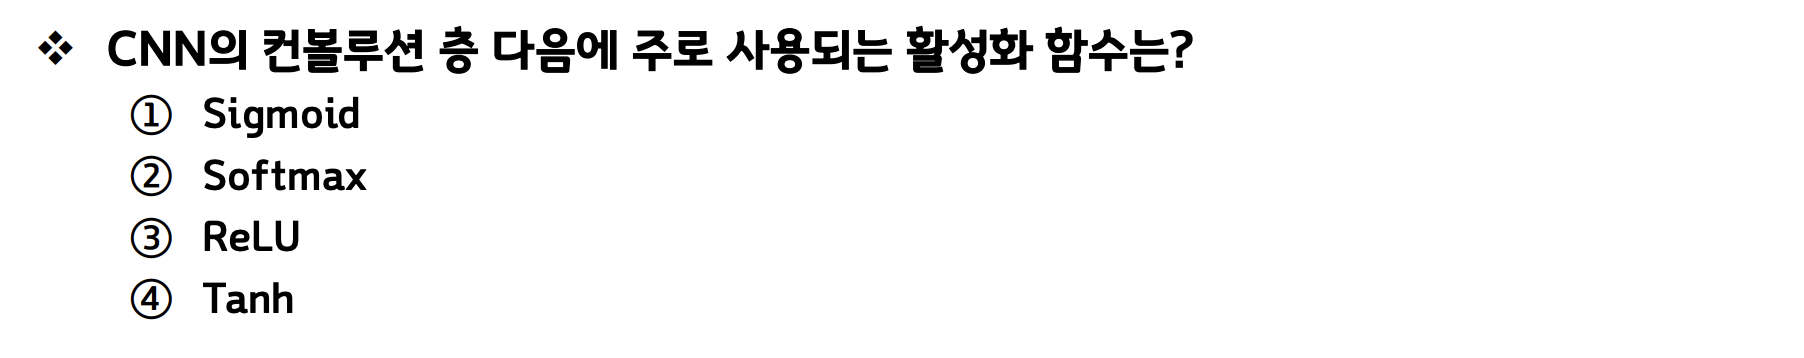 ❖ CNN의 컨볼루션 층 다음에 주로 사용되는 활성화 함수는?
① Sigmoid
② Softmax
③ ReLU
④ Tanh